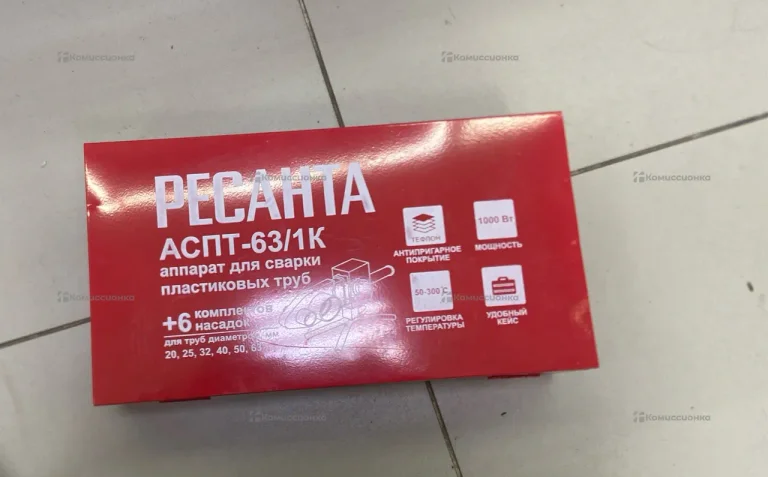 РЕСАНТА
АСПТ-63/1К
аппарат для сварки
пластиковых труб
+6 комплектов
насадок
для труб диаметром, мм
20, 25, 32, 40, 50, 63
ТЕФЛОН
АНТИПРИГАРНОЕ
ПОКРЫТИЕ
1000 Вт
МОЩНОСТЬ
50-300°С
РЕГУЛИРОВКА
ТЕМПЕРАТУРЫ
УДОБНЫЙ
КЕЙС
Комиссионка
Комиссионка
Комиссионка
Комиссионка
Комиссионка
Комиссионка
Комиссионка
Комиссионка